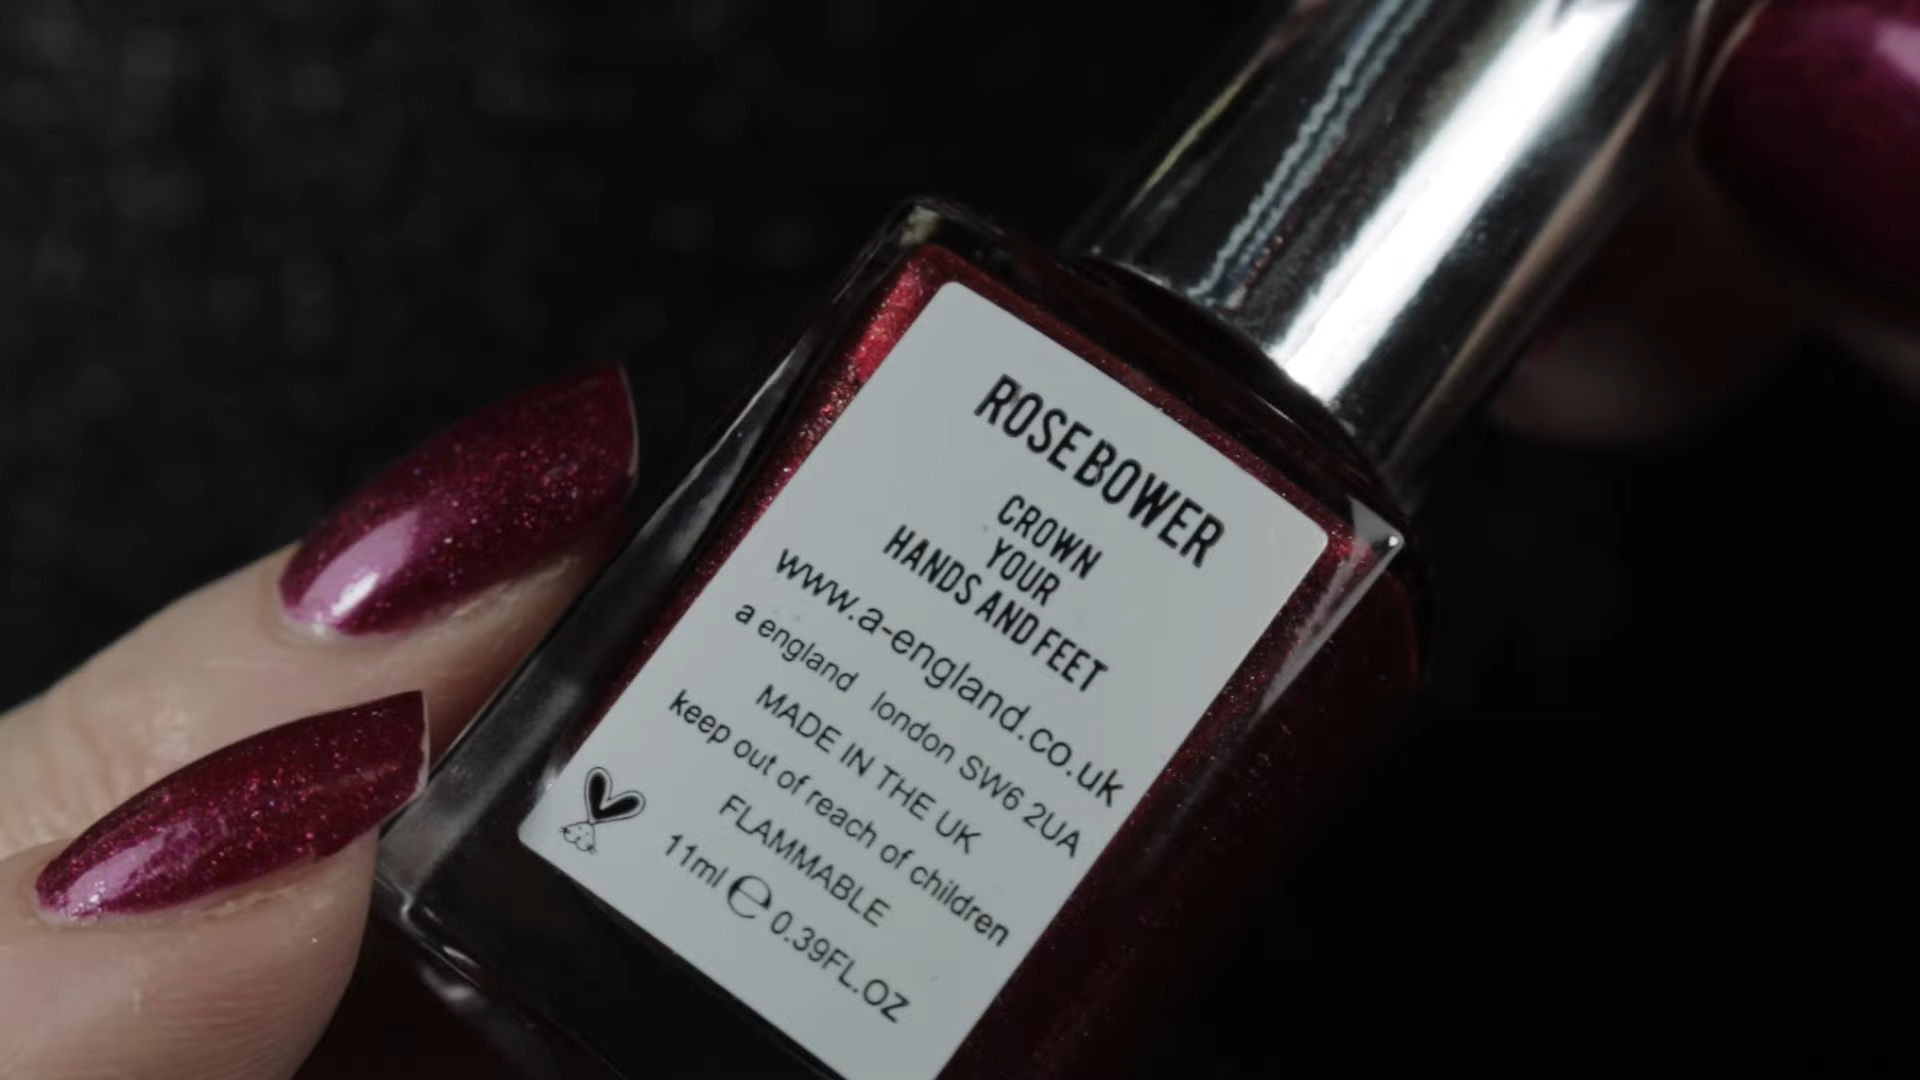 ROSE BOWER
CROWN
YOUR
HANDS AND FEET
www.a-england.co.uk
a england london SW6 2UA
MADE IN THE UK
keep out of reach of children
FLAMMABLE
11ml ℮ 0.39FL.OZ